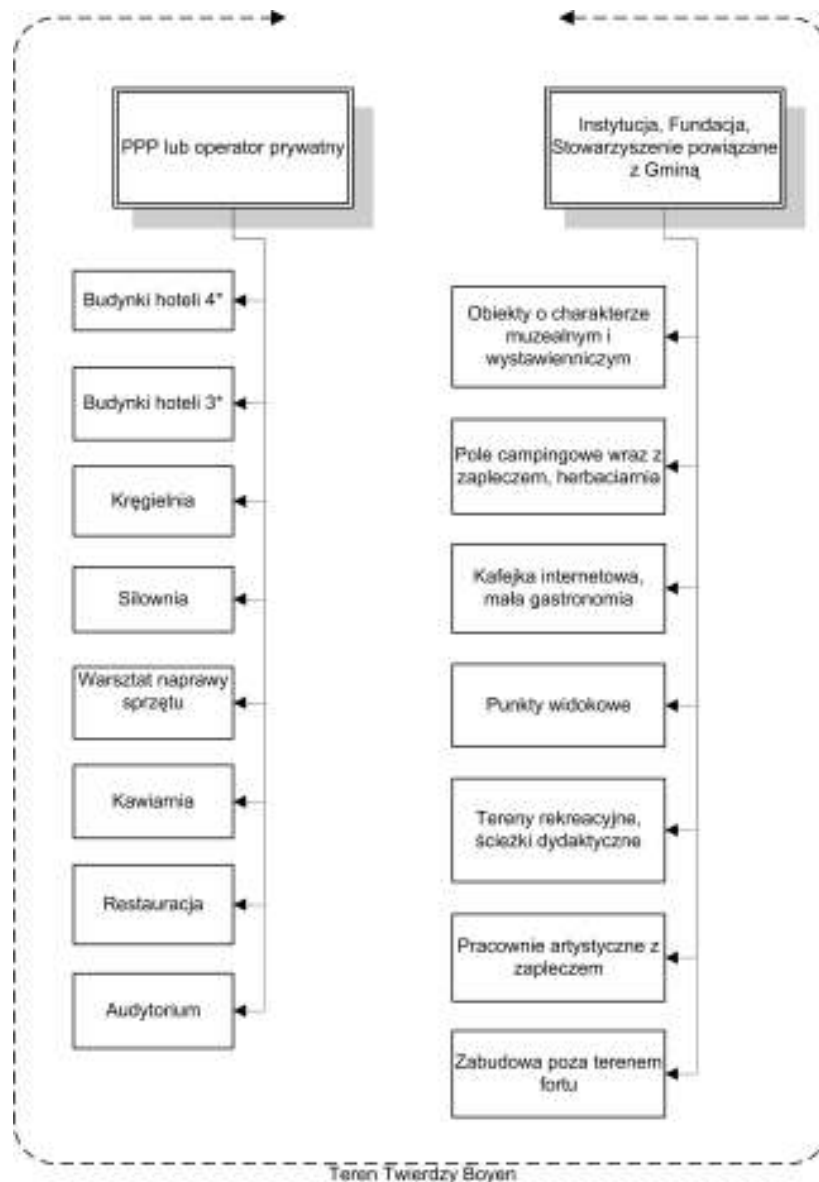 PPP lub operator prywatny
Budynki hoteli 4*
Budynki hoteli 3*
Kręgielnia
Siłownia
Warsztat naprawy
sprzętu
Kawiarnia
Restauracja
Audytorium
Instytucja, Fundacja,
Stowarzyszenie powiązane
z Gminą
Obiekty o charakterze
muzealnym i
wystawienniczym
Pole campingowe wraz z
zapleczem, herbaciarnia
Kafejka internetowa,
mała gastronomia
Punkty widokowe
Tereny rekreacyjne,
ścieżki dydaktyczne
Pracownie artystyczne z
zapleczem
Zabudowa poza terenem
fortu
Teren Twierdzy Boyen